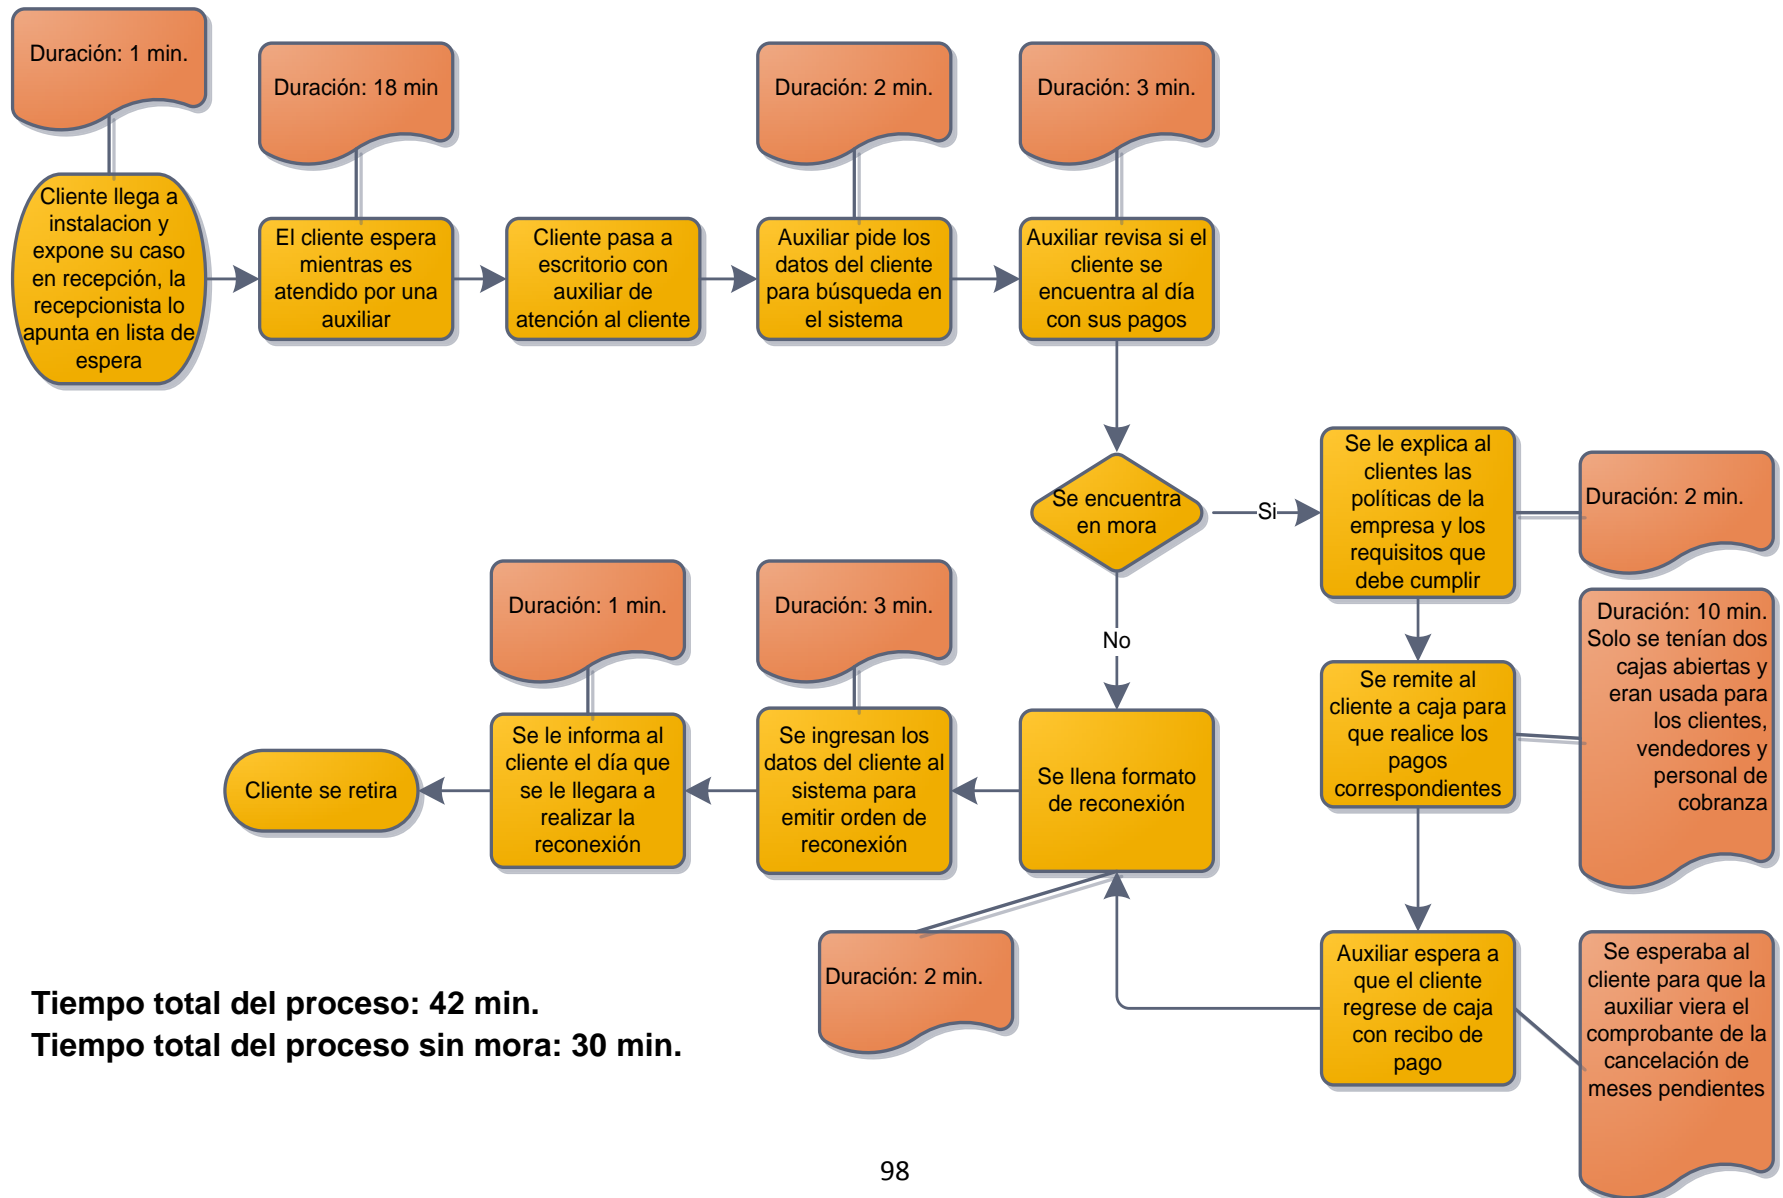 Duración: 1 min.
Duración: 18 min
Duración: 2 min.
Duración: 3 min.
Cliente llega a
instalacion y
expone su caso
en recepción, la
recepcionista lo
apunta en lista de
espera
El cliente espera
mientras es
atendido por una
auxiliar
Cliente pasa a
escritorio con
auxiliar de
atención al cliente
Auxiliar pide los
datos del cliente
para búsqueda en
el sistema
Auxiliar revisa si el
cliente se
encuentra al día
con sus pagos
Se encuentra
en mora
Si
Se le explica al
clientes las
políticas de la
empresa y los
requisitos que
debe cumplir
Duración: 2 min.
No
Se remite al
cliente a caja para
que realice los
pagos
correspondientes
Duración: 10 min.
Solo se tenían dos
cajas abiertas y
eran usada para
los clientes,
vendedores y
personal de
cobranza
Auxiliar espera a
que el cliente
regrese de caja
con recibo de
pago
Se esperaba al
cliente para que la
auxiliar viera el
comprobante de la
cancelación de
meses pendientes
Se llena formato
de reconexión
Duración: 2 min.
Duración: 3 min.
Se ingresan los
datos del cliente al
sistema para
emitir orden de
reconexión
Duración: 1 min.
Se le informa al
cliente el día que
se le llegara a
realizar la
reconexión
Cliente se retira
Tiempo total del proceso: 42 min.
Tiempo total del proceso sin mora: 30 min.
98